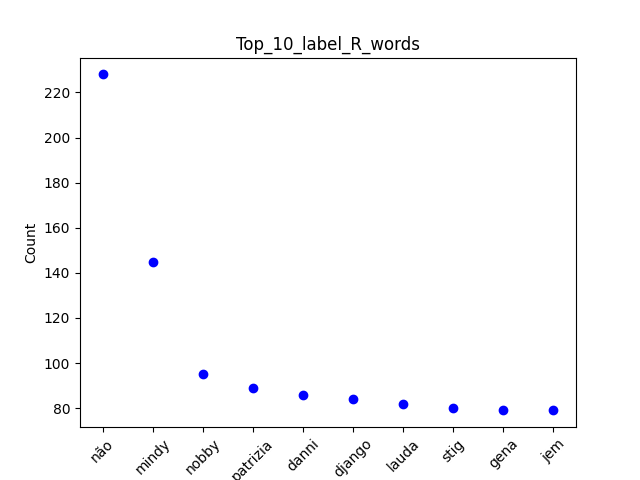 Top_10_label_R_words
Count
220
200
180
160
140
120
100
80
não
mindy
nobby
patrizia
danni
django
lauda
stig
gena
jem